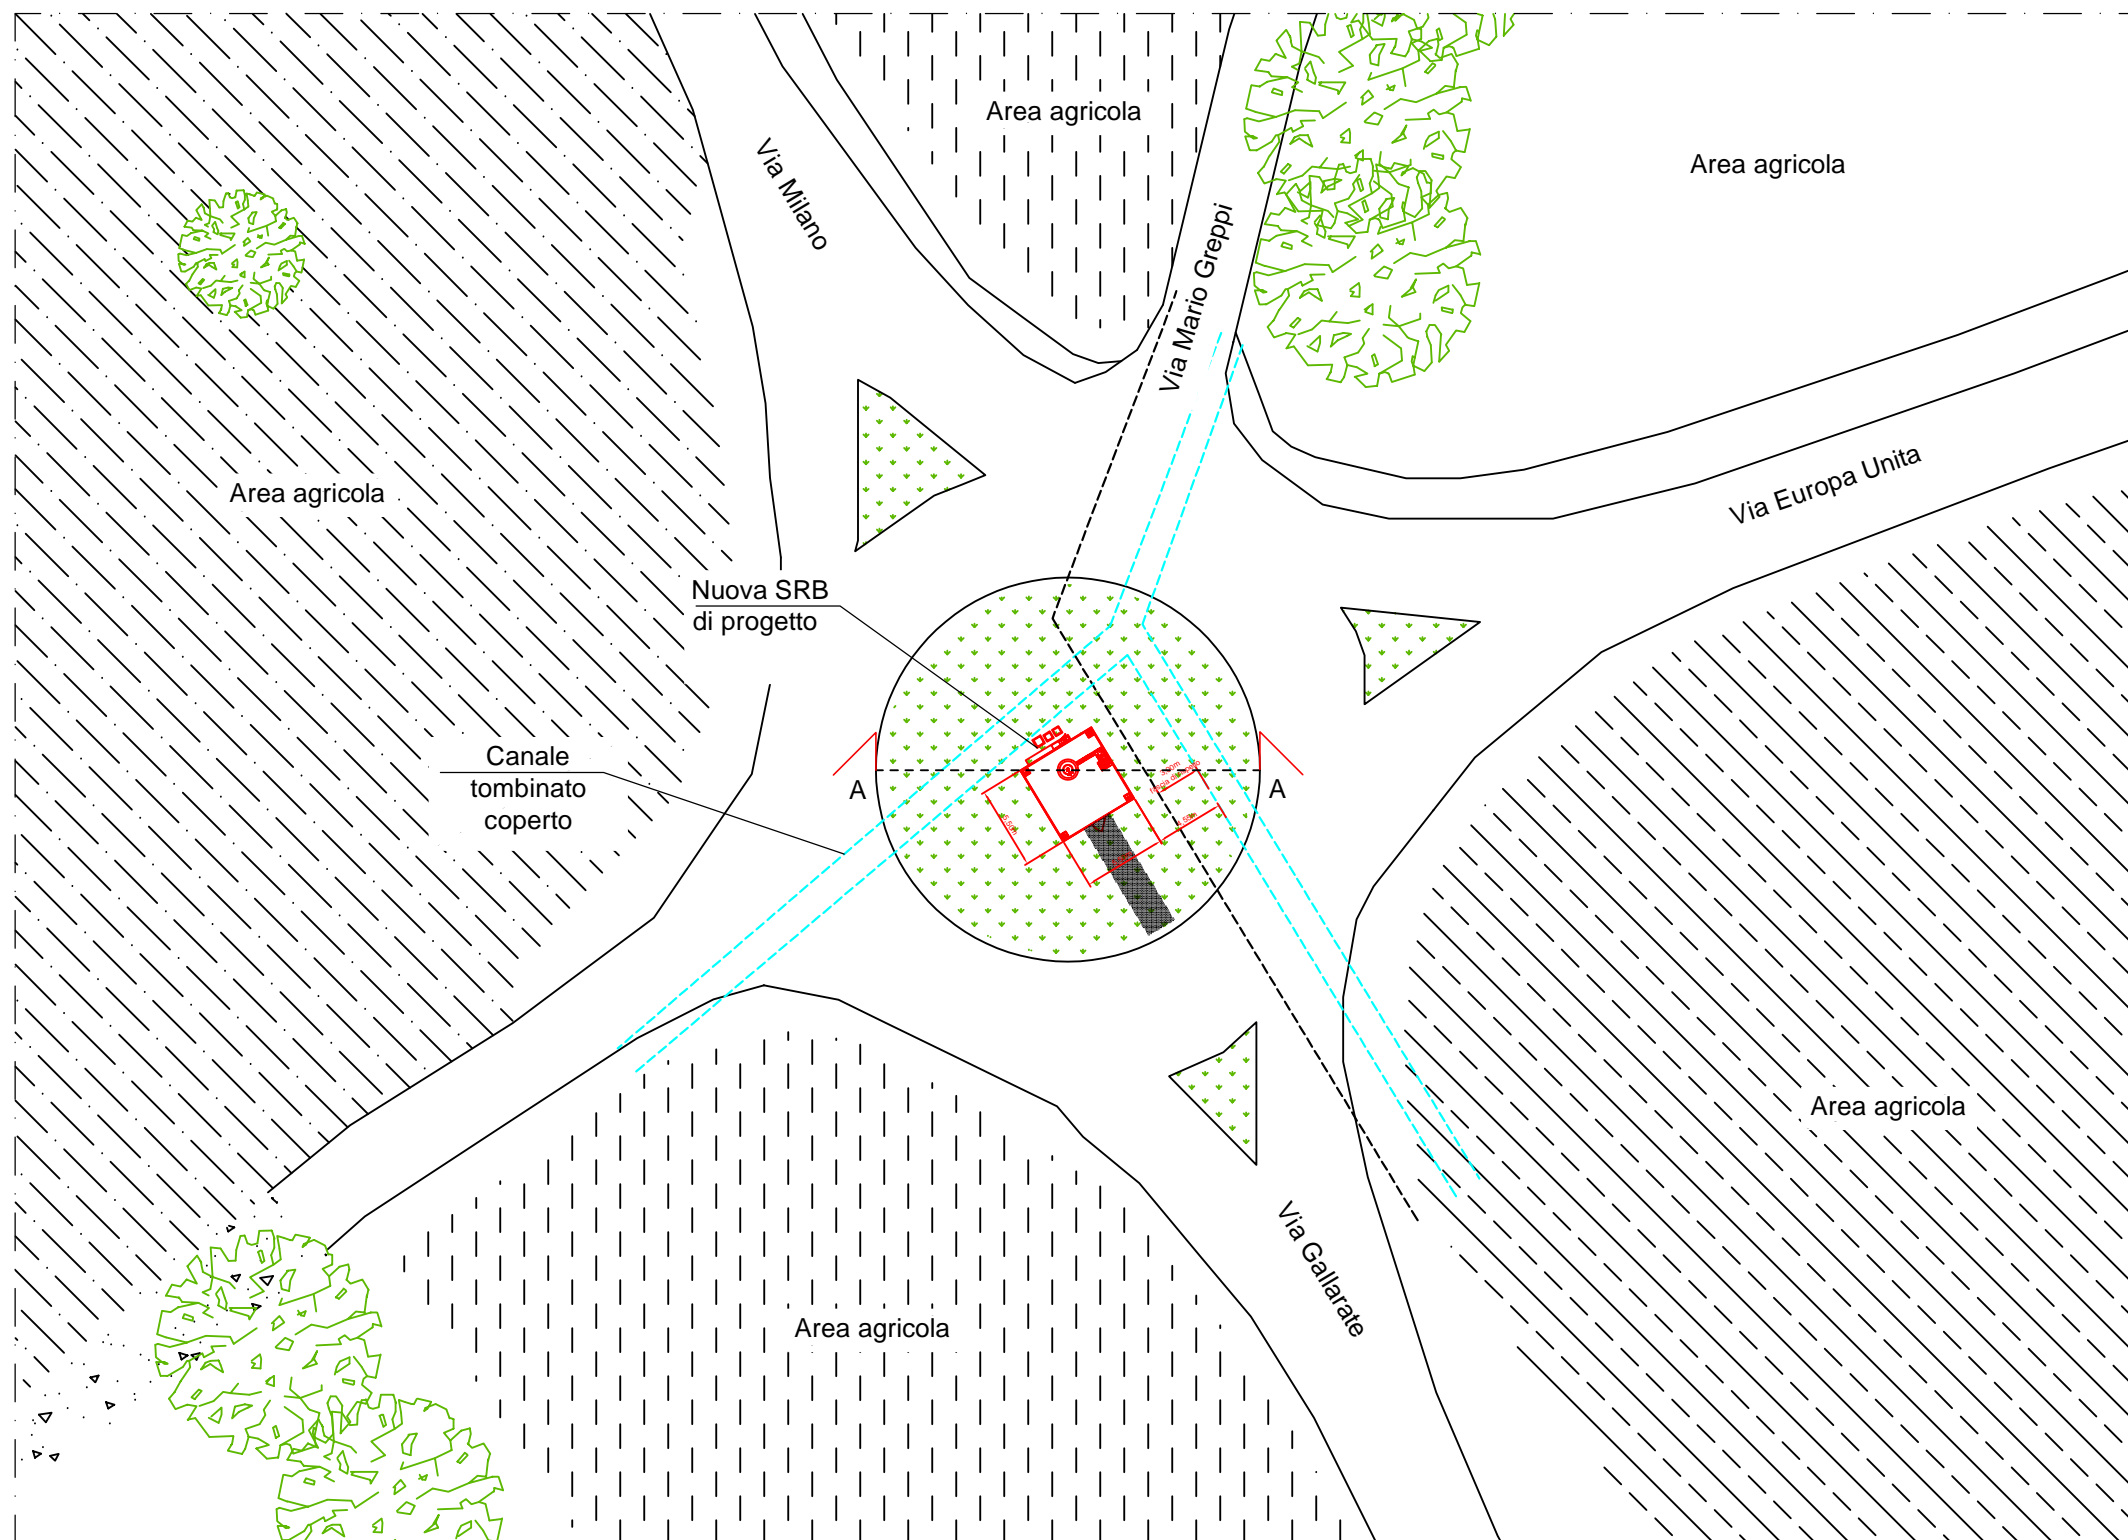 Area agricola
Area agricola
Via Milano
Via Mario Greppi
Area agricola
Via Europa Unita
Nuova SRB
di progetto
Canale
tombinato
coperto
A
A
Area agricola
Via Gallarate
Area agricola